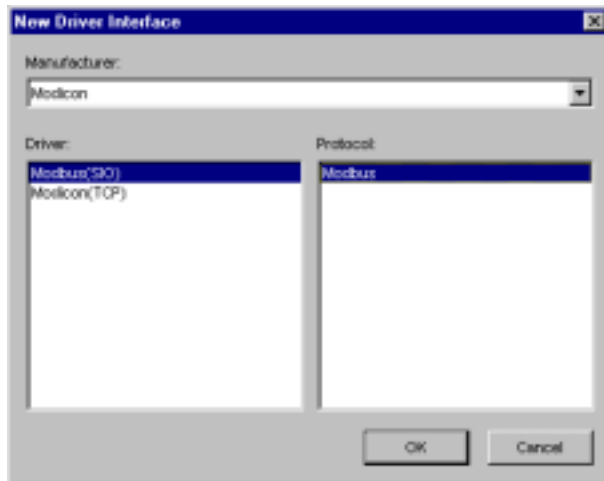 New Driver Interface
Manufacturer:
Modicon
Driver:
Protocol:
Modbus(SIO)
Modbus
Modicon(TCP)
OK
Cancel